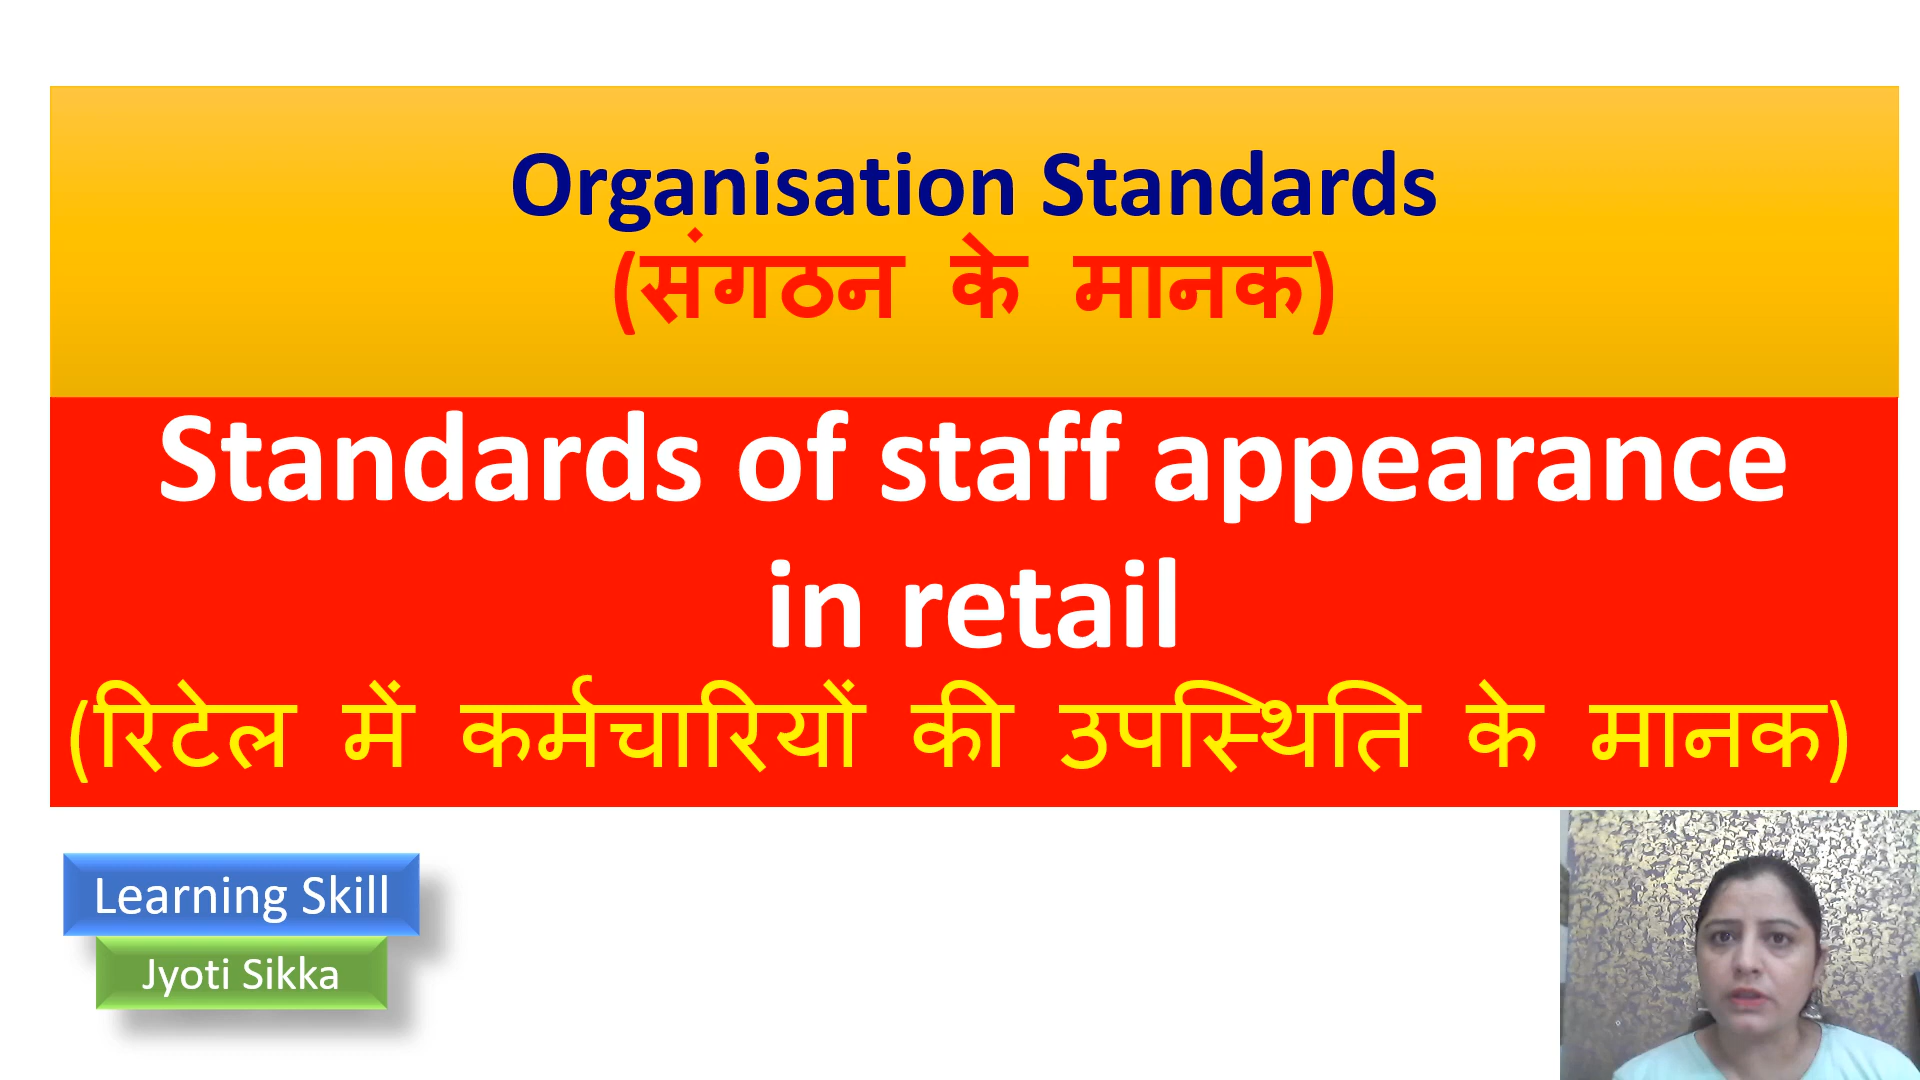 Organisation Standards
(संगठन के मानक)
Standards of staff appearance
in retail
(रिटेल में कर्मचारियों की उपस्थिति के मानक)
Learning Skill
Jyoti Sikka